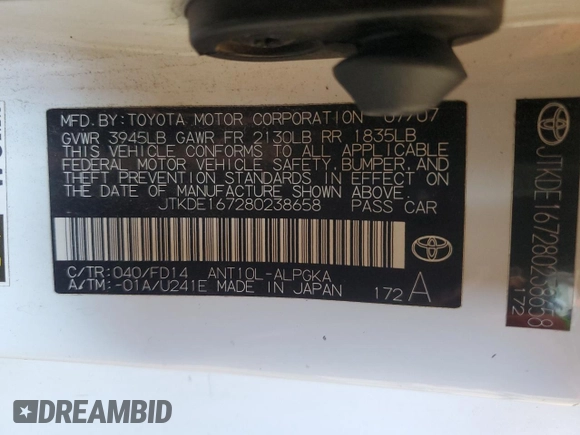 MFD.BY:TOYOTA MOTOR CORPORATION 07/07
GVWR 3945LB GAWR FR 2130LB RR 1835LB
THIS VEHICLE CONFORMS TO ALL APPLICABLE
FEDERAL MOTOR VEHICLE SAFETY, BUMPER, AND
THEFT PREVENTION STANDARDS IN EFFECT ON
THE DATE OF MANUFACTURE SHOWN ABOVE.
JTKDE167280238658 PASS CAR
C/TR:040/FD14 ANT10L-ALPGKA
A/TM:-01A/U241E MADE IN JAPAN 172 A
TOYOTA
JTKDE167280238658
172
DREAMBID